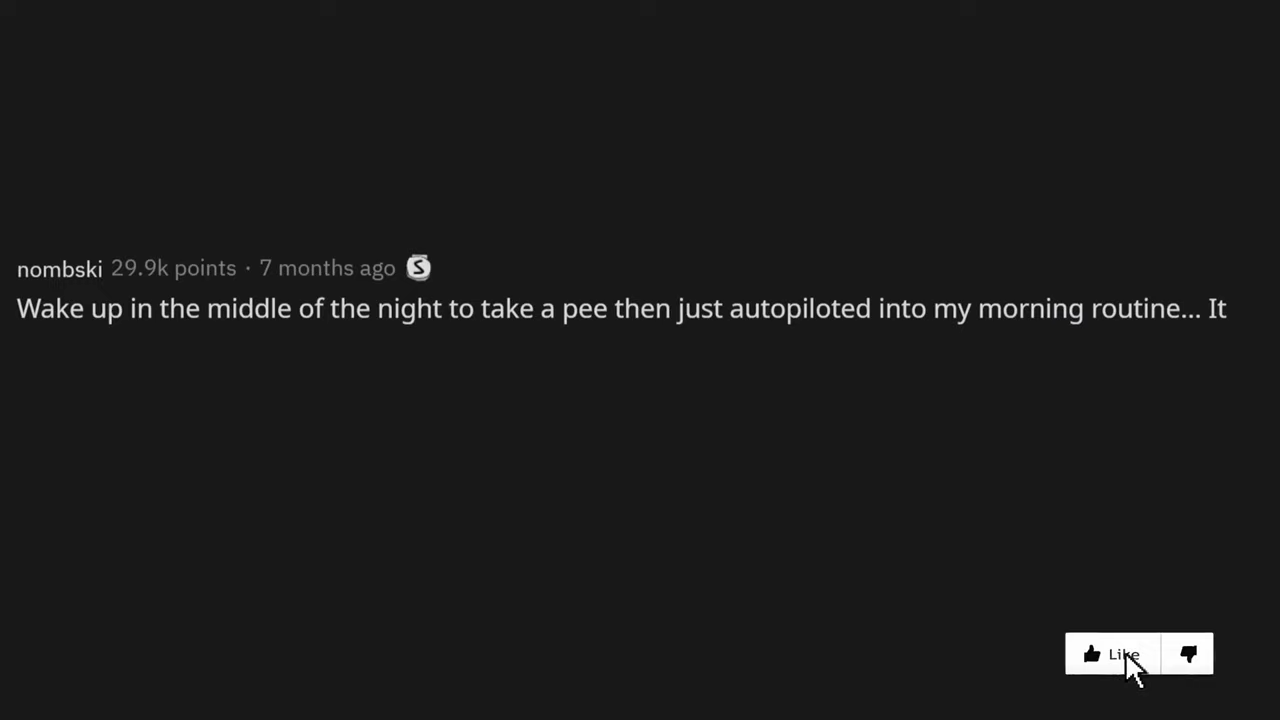 nombski 29.9k points · 7 months ago S
Wake up in the middle of the night to take a pee then just autopiloted into my morning routine... It
Like